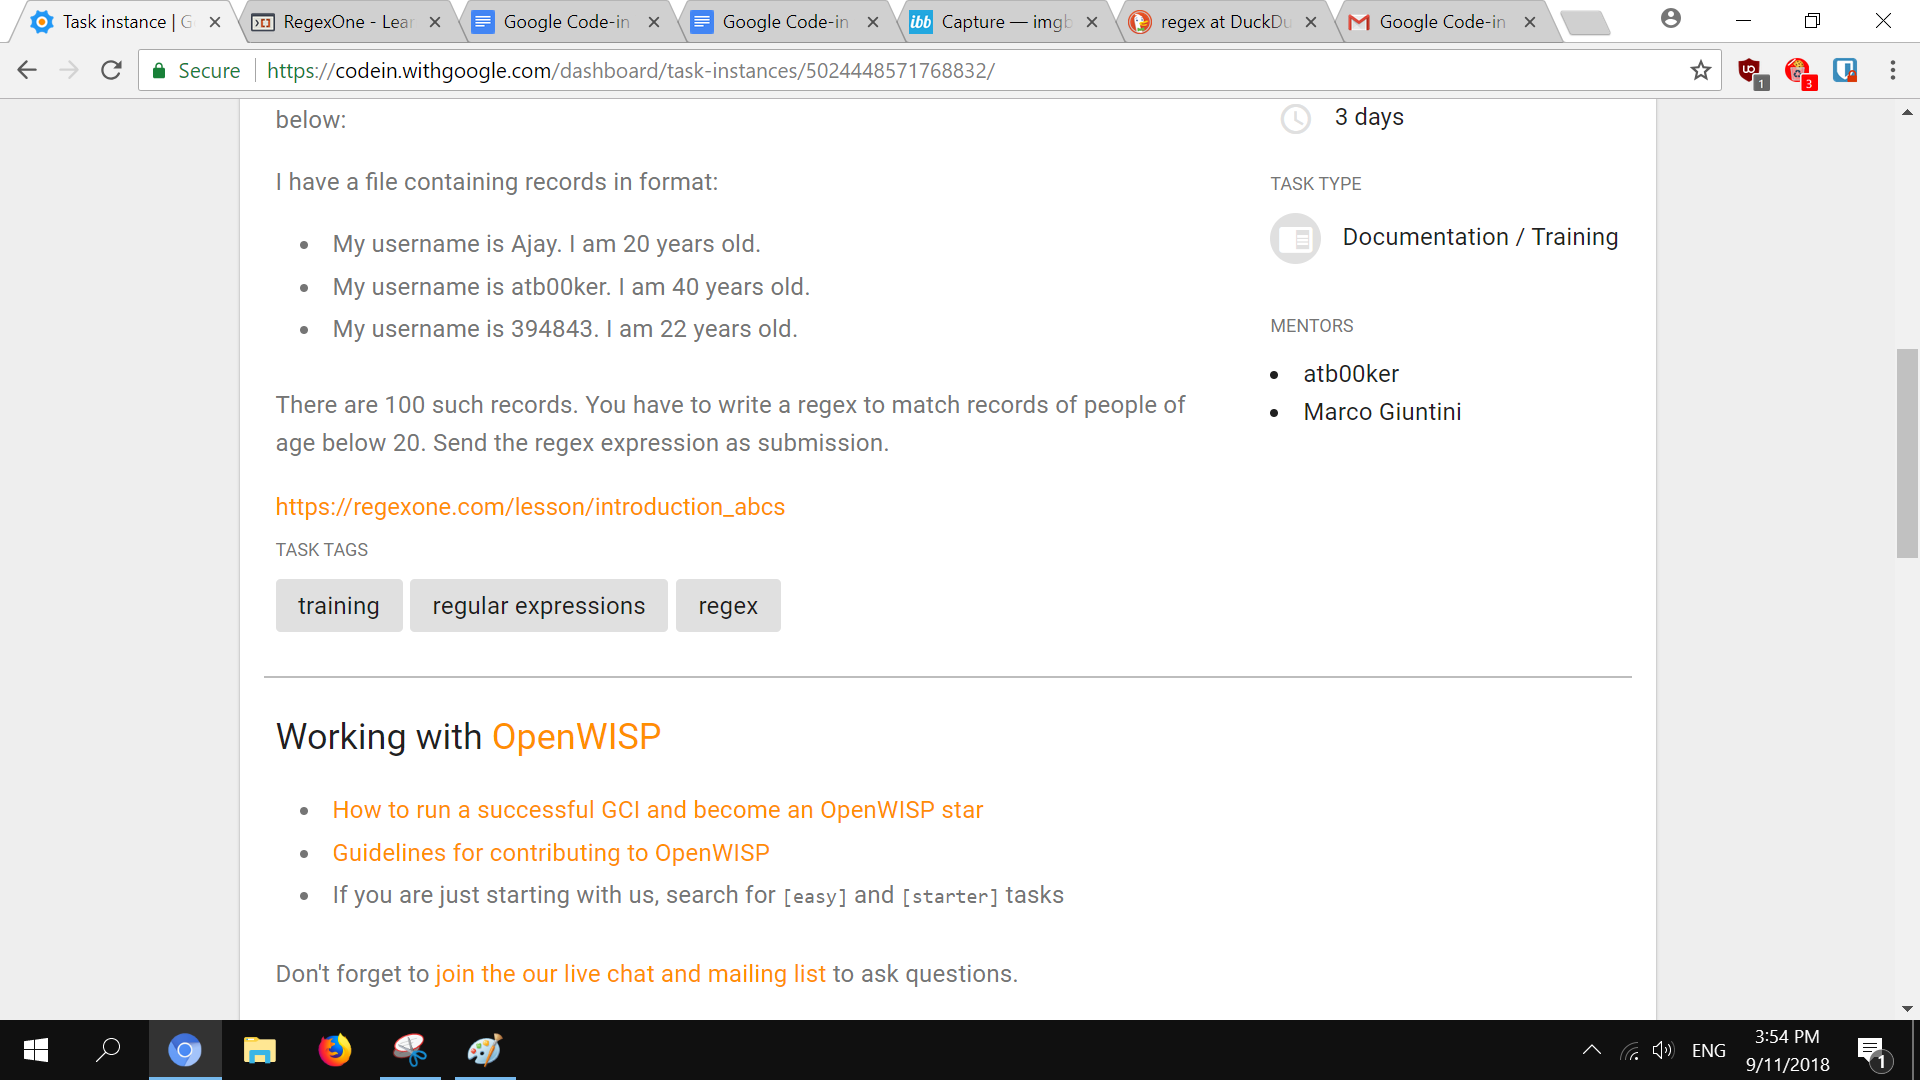 Task instance | G
RegexOne - Lear
Google Code-in
Google Code-in
ibb
Capture — imgb
regex at DuckDu
Google Code-in
Secure
https://codein.withgoogle.com/dashboard/task-instances/5024448571768832/
1
3
below:
3 days
I have a file containing records in format:
TASK TYPE
My username is Ajay. I am 20 years old.
Documentation / Training
My username is atb00ker. I am 40 years old.
My username is 394843. I am 22 years old.
MENTORS
atb00ker
Marco Giuntini
There are 100 such records. You have to write a regex to match records of people of
age below 20. Send the regex expression as submission.
https://regexone.com/lesson/introduction_abcs
TASK TAGS
training
regular expressions
regex
Working with OpenWISP
How to run a successful GCI and become an OpenWISP star
Guidelines for contributing to OpenWISP
If you are just starting with us, search for [easy] and [starter] tasks
Don't forget to join the our live chat and mailing list to ask questions.
ENG
3:54 PM
9/11/2018
1